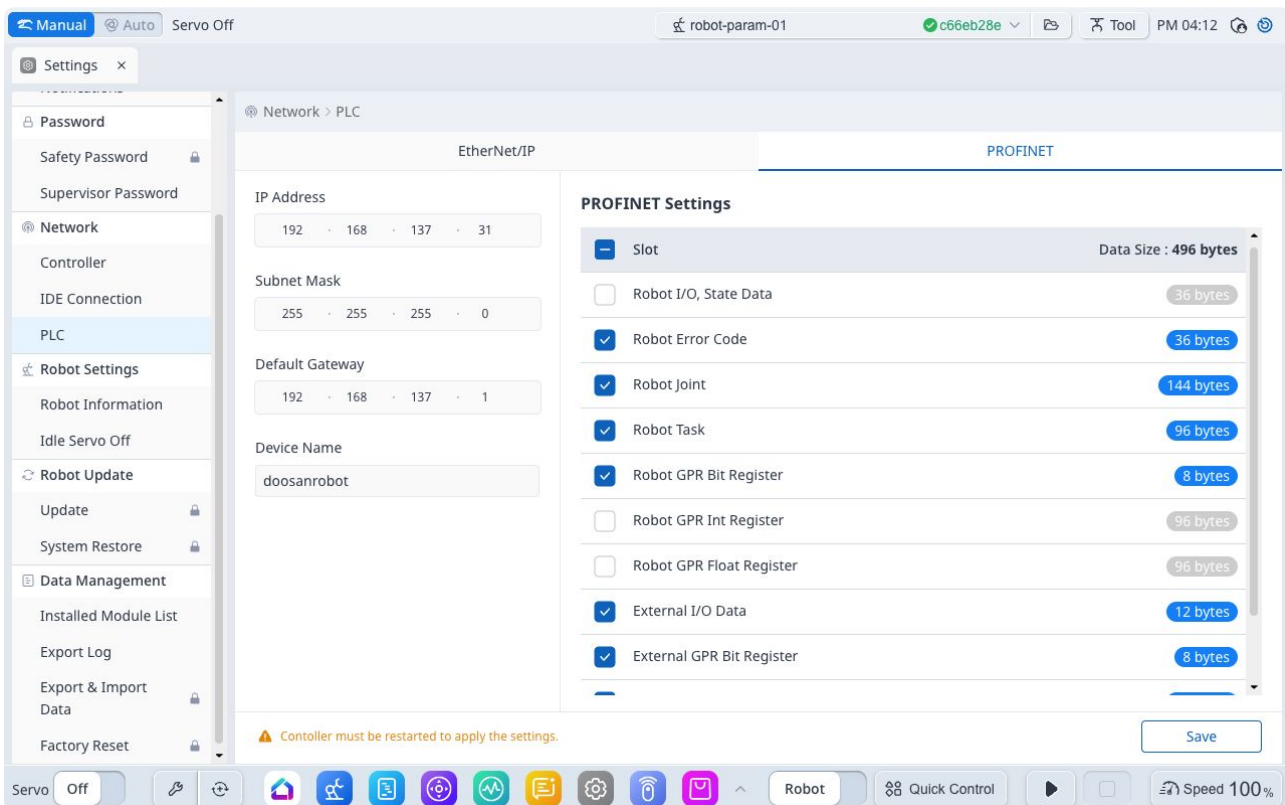 Manual Auto Servo Off robot-param-01 c66eb28e Tool PM 04:12
Settings ×
Network > PLC
Password
Safety Password
Supervisor Password
Network
Controller
IDE Connection
PLC
Robot Settings
Robot Information
Idle Servo Off
Robot Update
Update
System Restore
Data Management
Installed Module List
Export Log
Export & Import
Data
Factory Reset
EtherNet/IP PROFINET
IP Address
192 . 168 . 137 . 31
Subnet Mask
255 . 255 . 255 . 0
Default Gateway
192 . 168 . 137 . 1
Device Name
doosanrobot
PROFINET Settings
Slot Data Size : 496 bytes
Robot I/O, State Data 36 bytes
Robot Error Code 36 bytes
Robot Joint 144 bytes
Robot Task 96 bytes
Robot GPR Bit Register 8 bytes
Robot GPR Int Register 96 bytes
Robot GPR Float Register 96 bytes
External I/O Data 12 bytes
External GPR Bit Register 8 bytes
Contoller must be restarted to apply the settings. Save
Servo Off Robot Quick Control Speed 100%